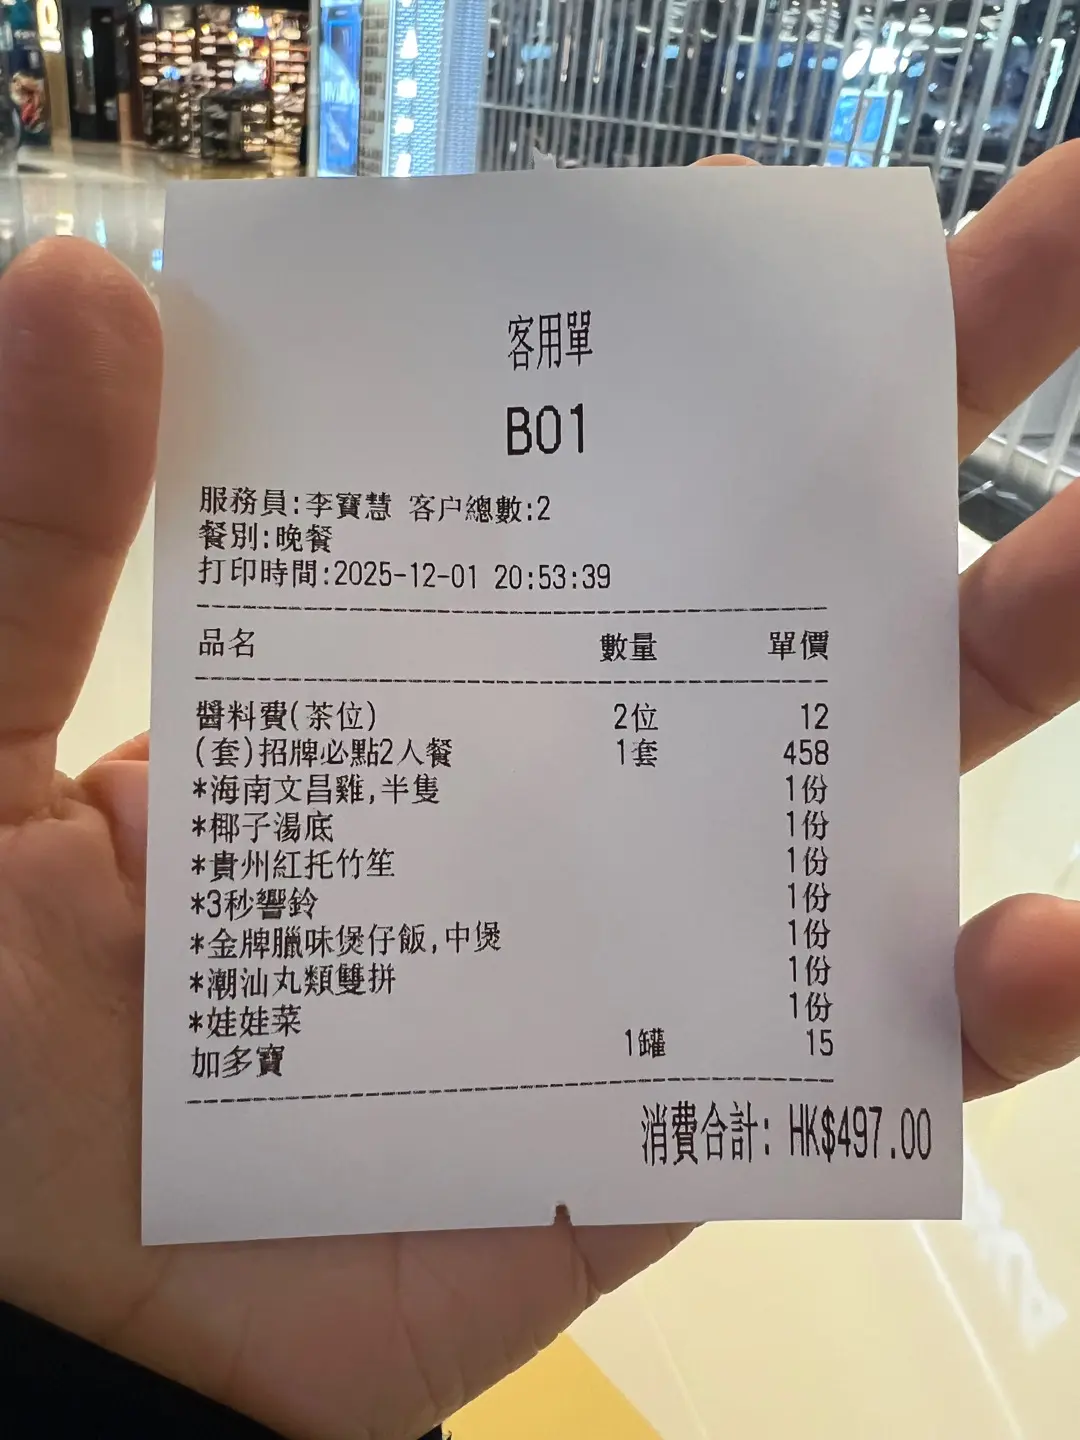 客用單
B01
服務員:李寶慧 客户總數:2
餐別:晚餐
打印時間:2025-12-01 20:53:39
品名 數量 單價
醬料費(茶位) 2位 12
(套)招牌必點2人餐 1套 458
*海南文昌雞,半隻 1份
*椰子湯底 1份
*貴州紅托竹笙 1份
*3秒響鈴 1份
*金牌臘味煲仔飯,中煲 1份
*潮汕丸類雙拼 1份
*娃娃菜 1份
加多寶 1罐 15
消費合計: HK$497.00